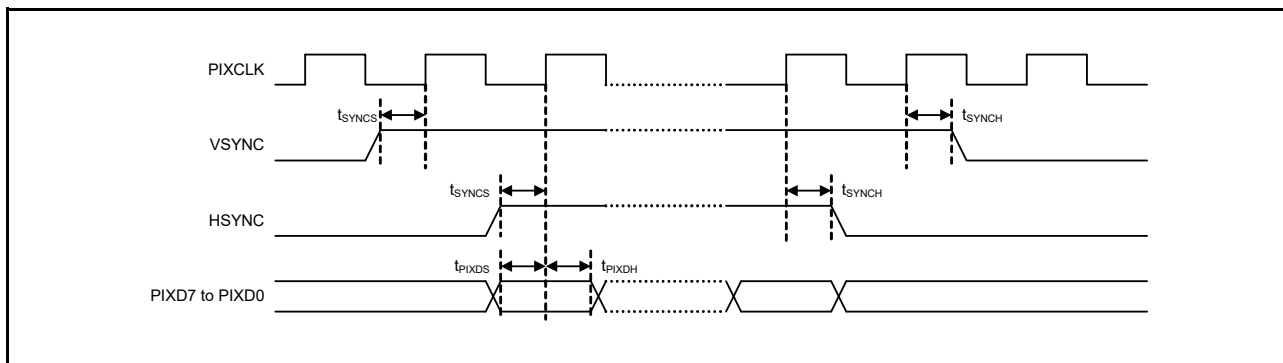 PIXCLK
tSYNCS
tSYNCH
VSYNC
tSYNCS
tSYNCH
HSYNC
tPIXDS
tPIXDH
PIXD7 to PIXD0